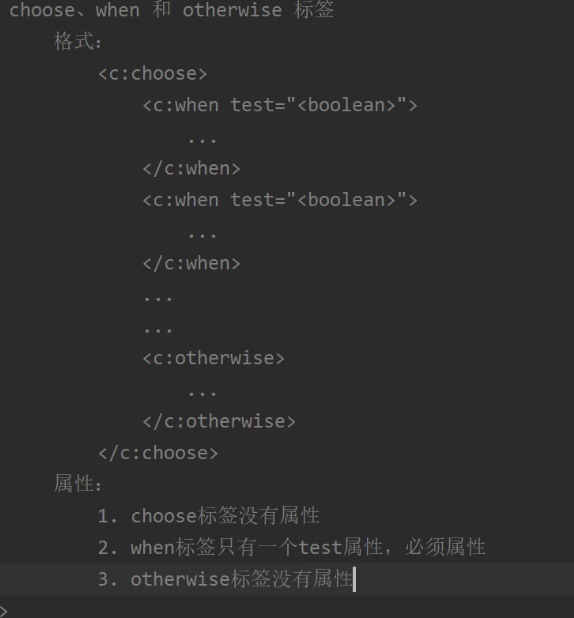 choose、when 和 otherwise 标签
格式：
<c:choose>
<c:when test="<boolean>">
...
</c:when>
<c:when test="<boolean>">
...
</c:when>
...
...
<c:otherwise>
...
</c:otherwise>
</c:choose>
属性：
1. choose标签没有属性
2. when标签只有一个test属性，必须属性
3. otherwise标签没有属性
>